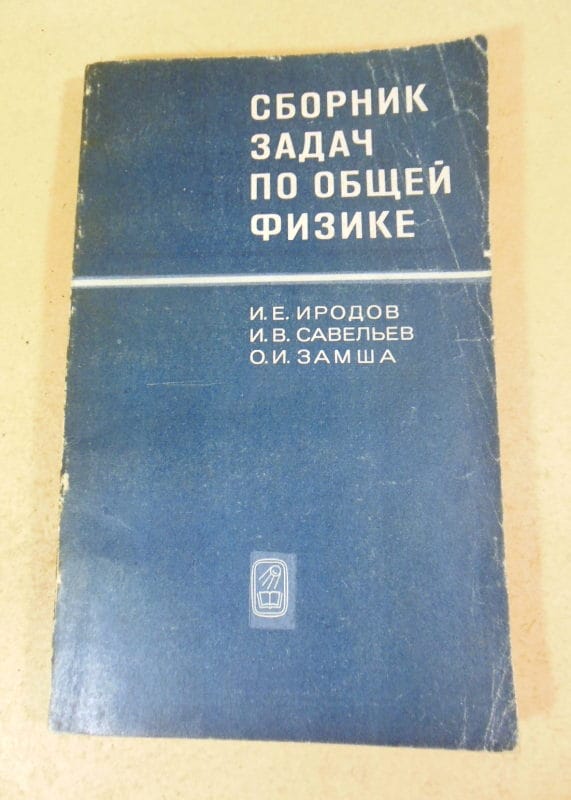 СБОРНИК
ЗАДАЧ
ПО ОБЩЕЙ
ФИЗИКЕ
И. Е. ИРОДОВ
И. В. САВЕЛЬЕВ
О. И. ЗАМША